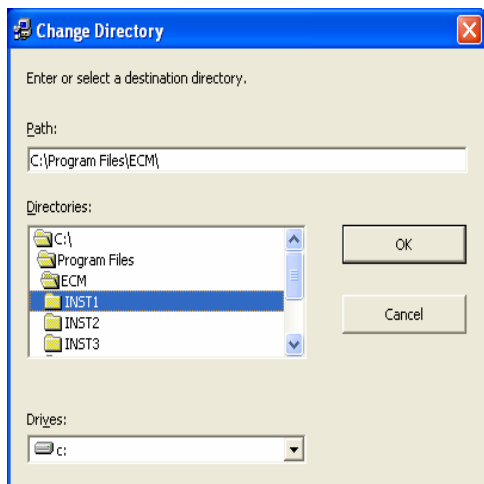 Change Directory
Enter or select a destination directory.
Path:
C:\Program Files\ECM\
Directories:
C:\
Program Files
ECM
INST1
INST2
INST3
OK
Cancel
Drives:
c: